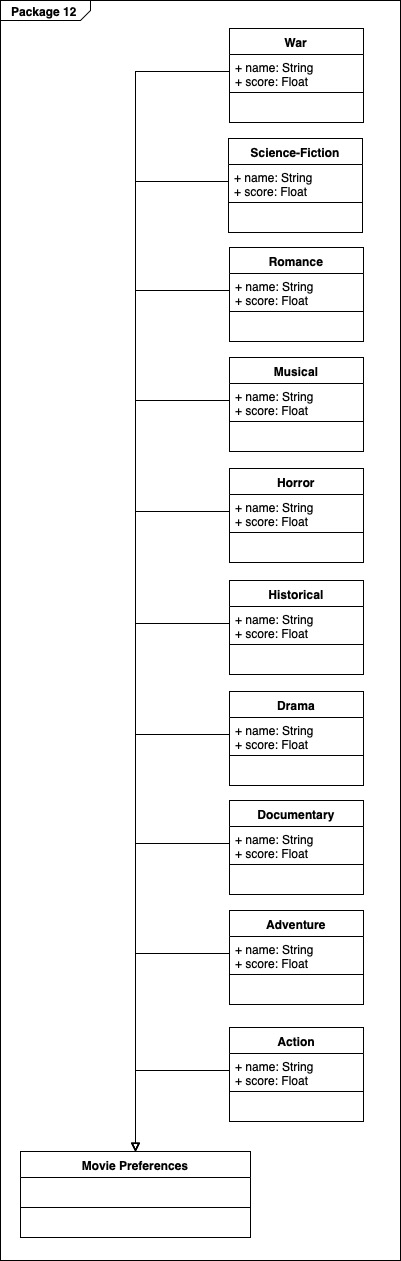 Package 12
War
+ name: String
+ score: Float
Science-Fiction
+ name: String
+ score: Float
Romance
+ name: String
+ score: Float
Musical
+ name: String
+ score: Float
Horror
+ name: String
+ score: Float
Historical
+ name: String
+ score: Float
Drama
+ name: String
+ score: Float
Documentary
+ name: String
+ score: Float
Adventure
+ name: String
+ score: Float
Action
+ name: String
+ score: Float
Movie Preferences